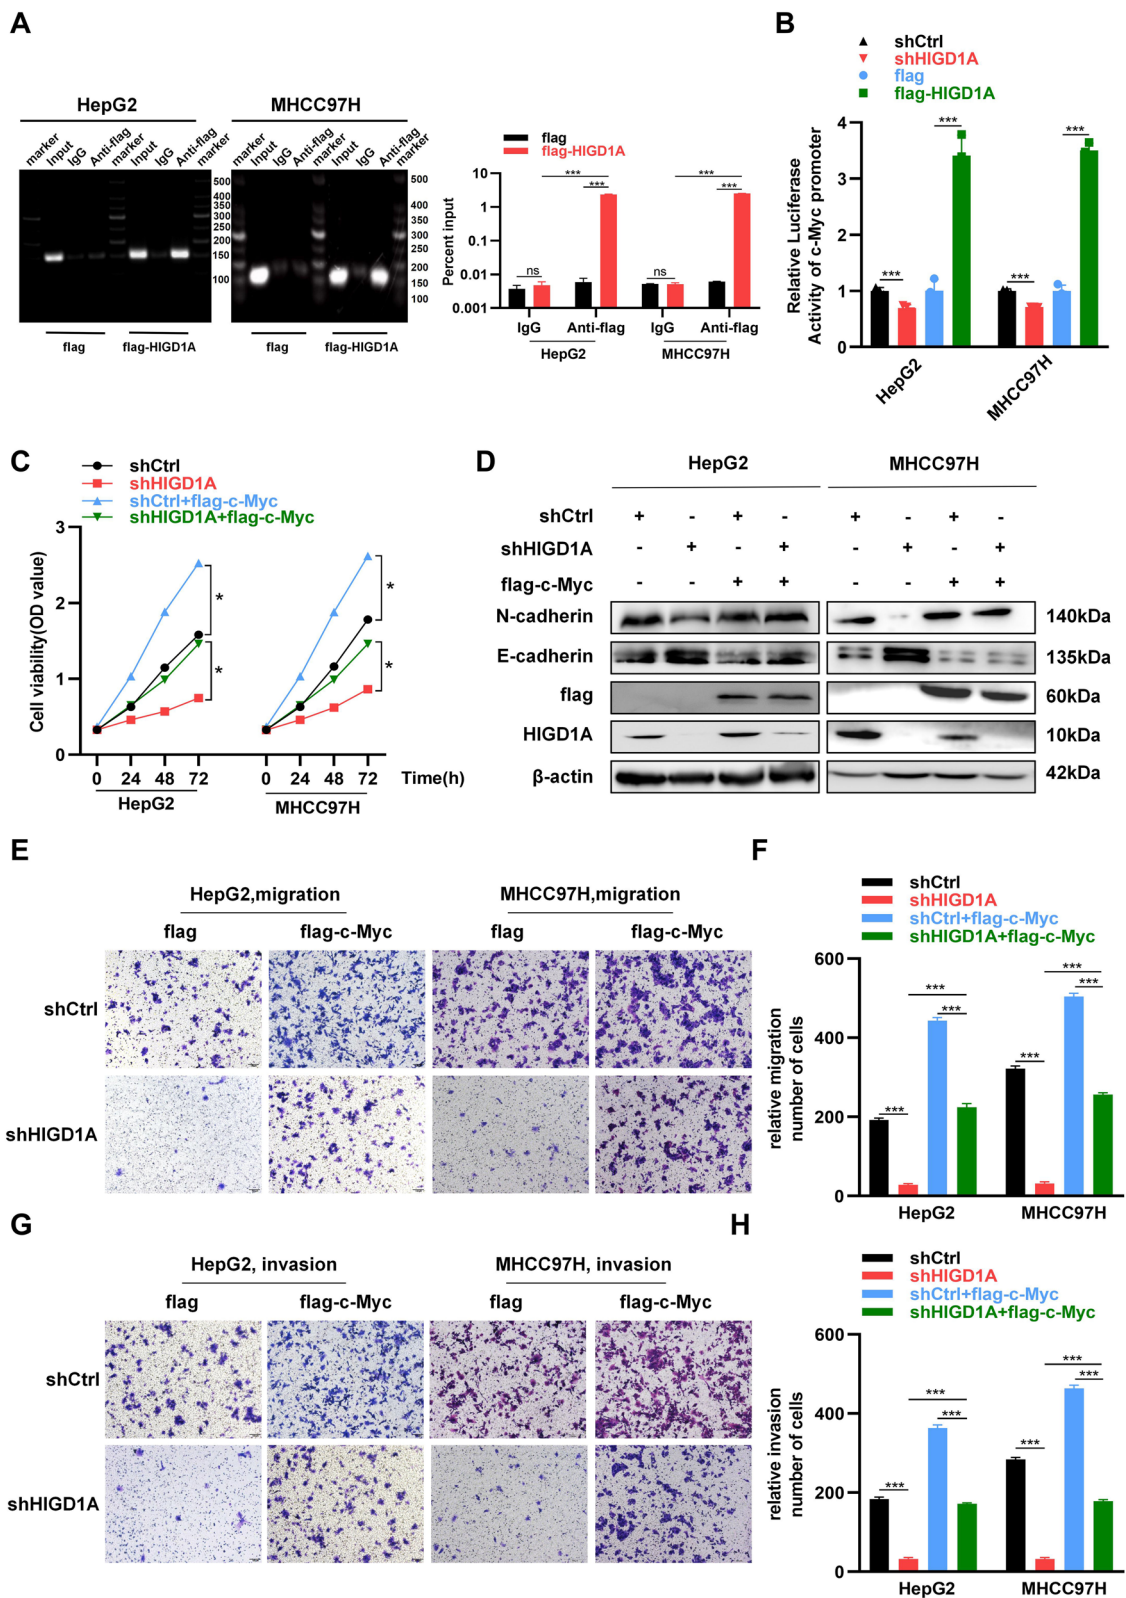 A
HepG2
MHCC97H
marker
Input
IgG
Anti-flag
marker
Input
IgG
Anti-flag
marker
marker
Input
IgG
Anti-flag
marker
Input
IgG
Anti-flag
marker
500
400
350
300
250
200
150
100
500
450
400
350
300
250
200
150
100
flag
flag-HIGD1A
flag
flag-HIGD1A
flag
flag-HIGD1A
Percent input
10
1
0.1
0.01
0.001
ns
***
***
ns
***
***
IgG
Anti-flag
IgG
Anti-flag
HepG2
MHCC97H
B
shCtrl
shHIGD1A
flag
flag-HIGD1A
Relative Luciferase
Activity of c-Myc promoter
4
3
2
1
0
***
***
***
***
HepG2
MHCC97H
C
shCtrl
shHIGD1A
shCtrl+flag-c-Myc
shHIGD1A+flag-c-Myc
Cell viability(OD value)
3
2
1
0
*
*
*
*
0 24 48 72 0 24 48 72 Time(h)
HepG2
MHCC97H
D
HepG2
MHCC97H
shCtrl + - + - + - + -
shHIGD1A - + - + - + - +
flag-c-Myc - - + + - - + +
N-cadherin 140kDa
E-cadherin 135kDa
flag 60kDa
HIGD1A 10kDa
β-actin 42kDa
E
HepG2,migration
MHCC97H,migration
flag
flag-c-Myc
flag
flag-c-Myc
shCtrl
shHIGD1A
F
shCtrl
shHIGD1A
shCtrl+flag-c-Myc
shHIGD1A+flag-c-Myc
relative migration
number of cells
600
400
200
0
***
***
***
***
***
***
HepG2
MHCC97H
G
HepG2, invasion
MHCC97H, invasion
flag
flag-c-Myc
flag
flag-c-Myc
shCtrl
shHIGD1A
H
shCtrl
shHIGD1A
shCtrl+flag-c-Myc
shHIGD1A+flag-c-Myc
relative invasion
number of cells
600
400
200
0
***
***
***
***
***
***
HepG2
MHCC97H